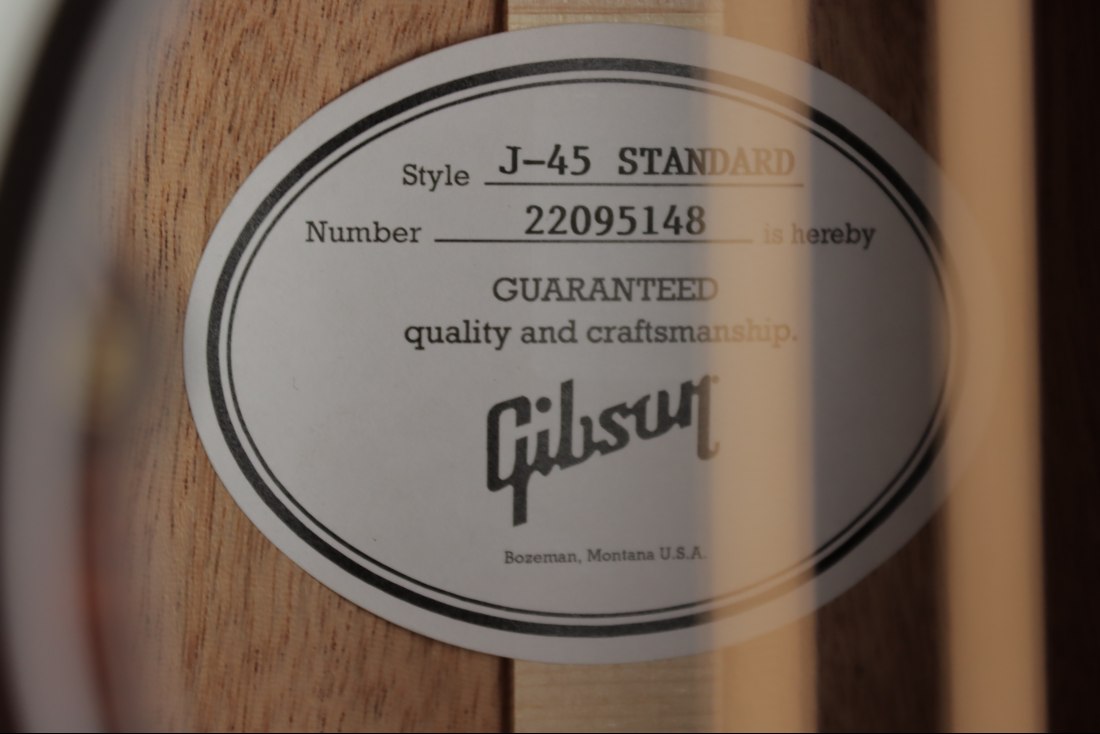 Style J-45 STANDARD
Number 22095148 is hereby
GUARANTEED
quality and craftsmanship.
Gibson
Bozeman, Montana U.S.A.